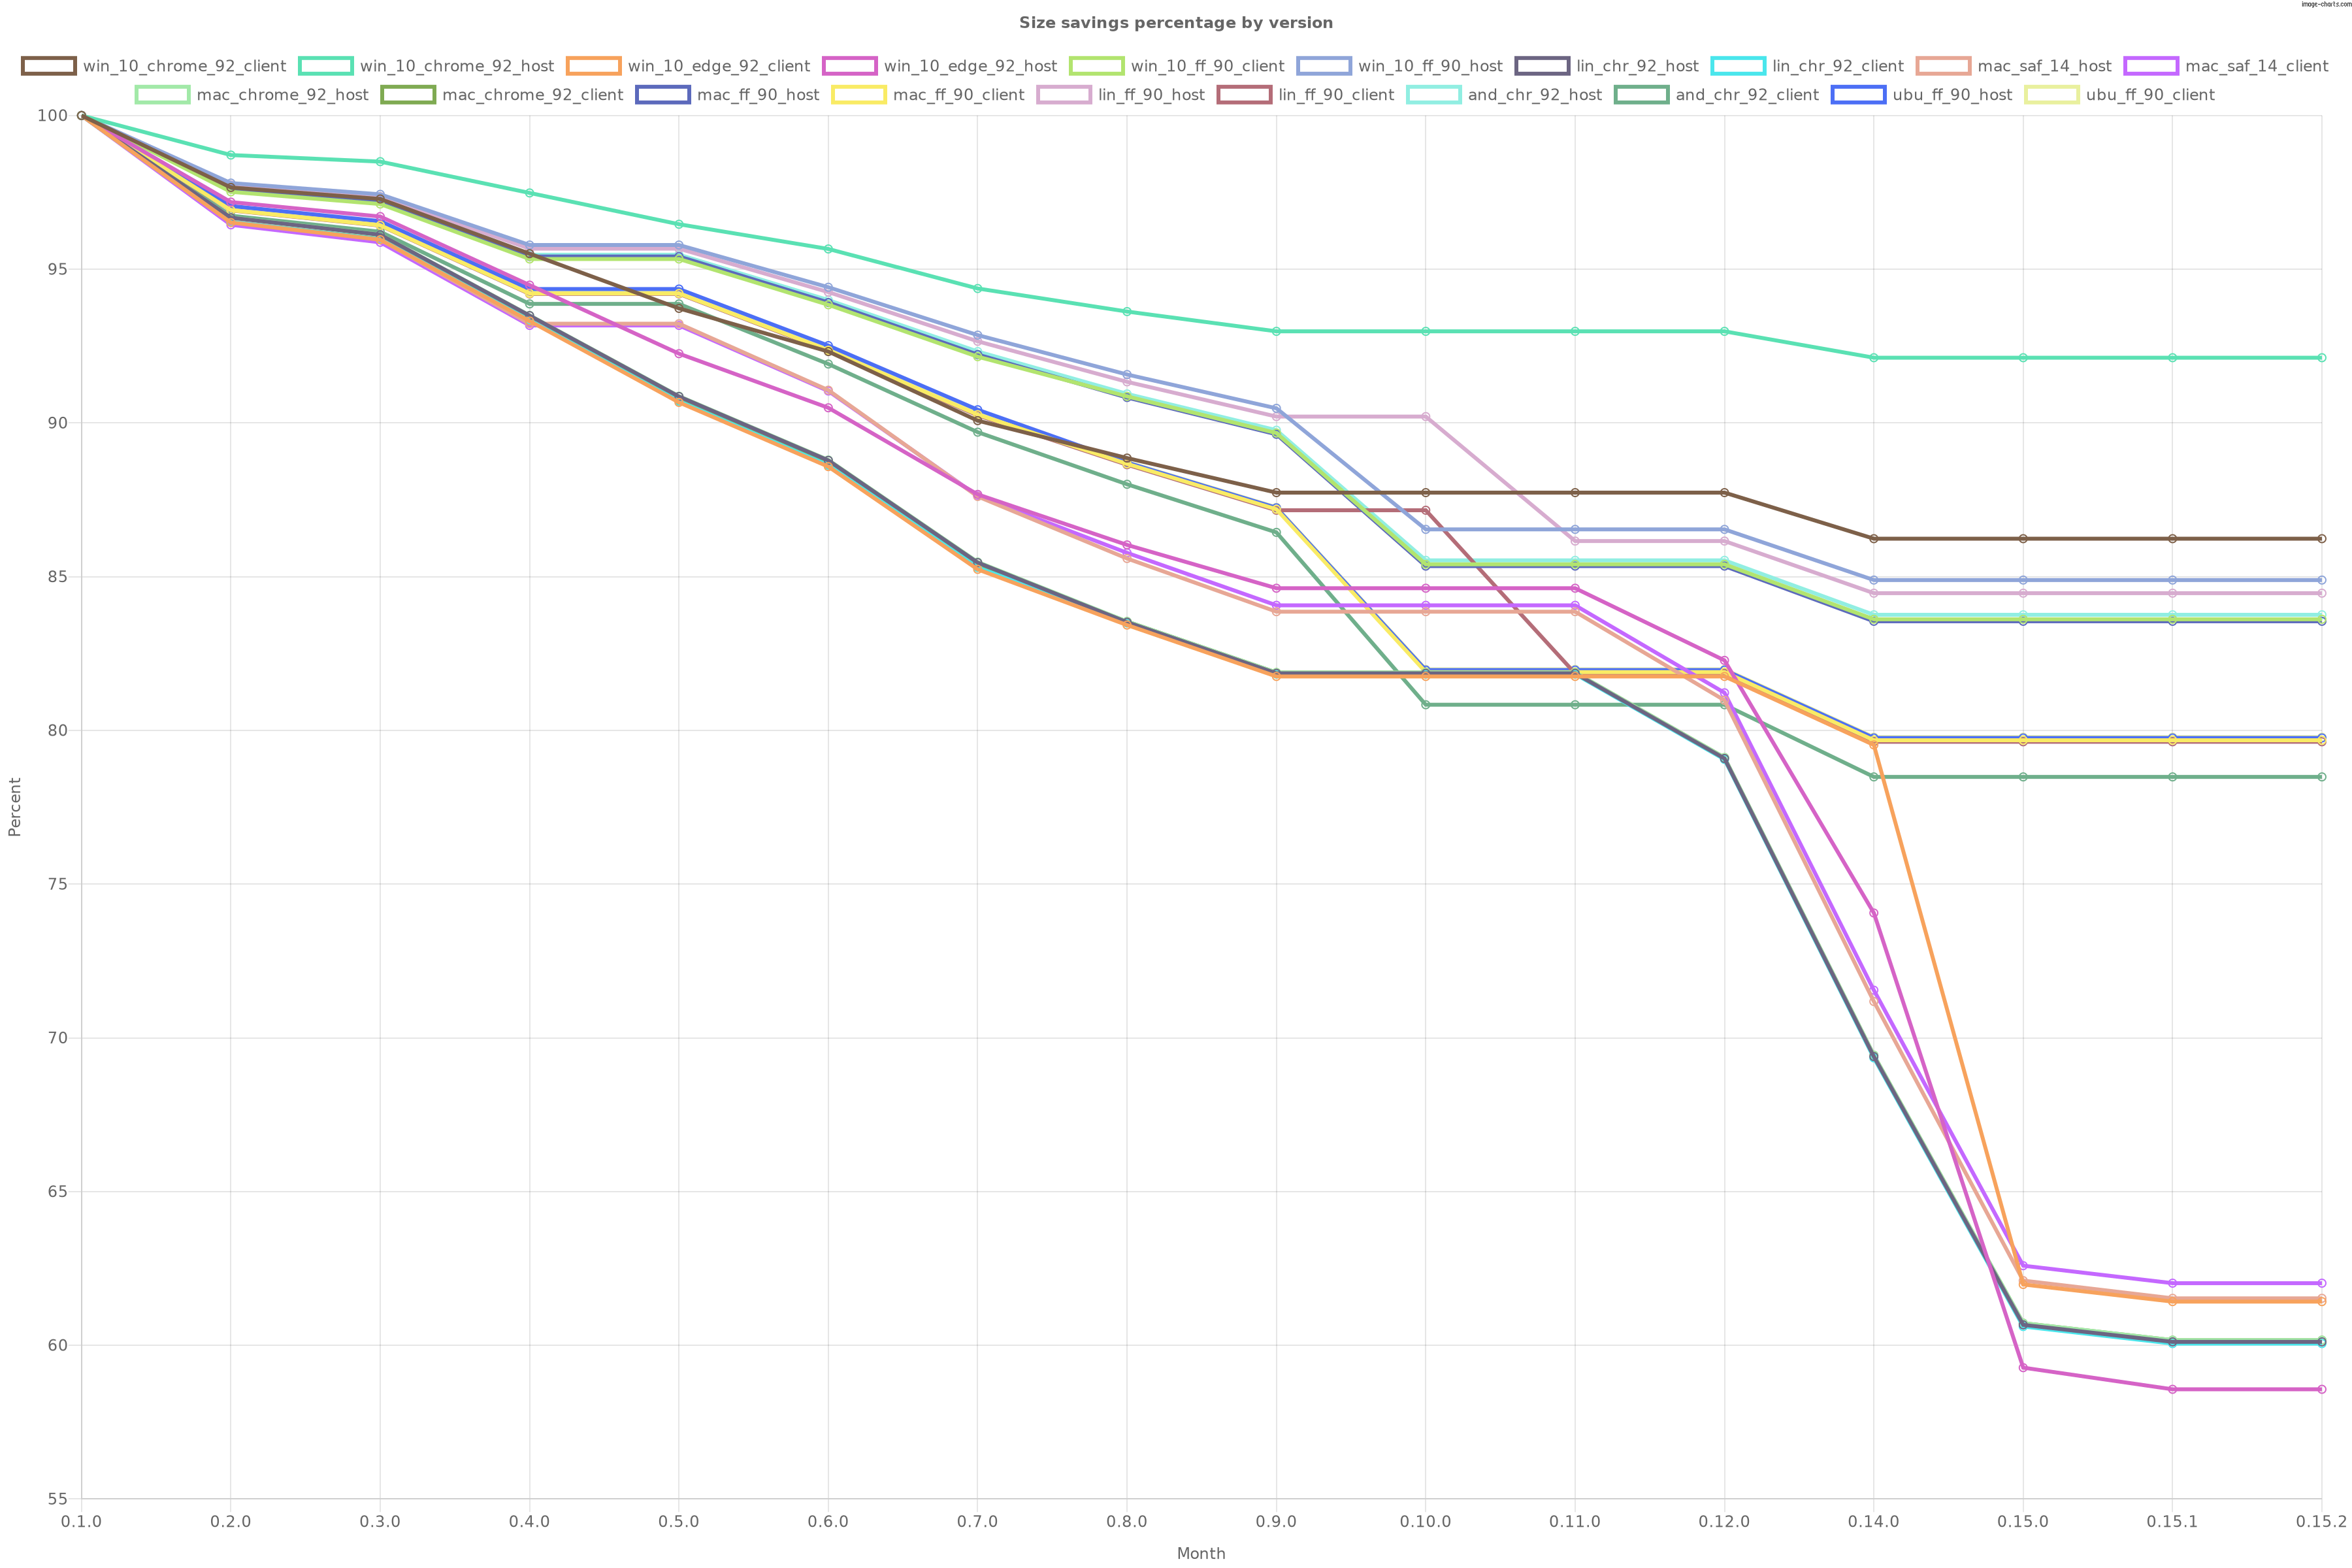 image-charts.com
Size savings percentage by version
win_10_chrome_92_client win_10_chrome_92_host win_10_edge_92_client win_10_edge_92_host win_10_ff_90_client win_10_ff_90_host lin_chr_92_host lin_chr_92_client mac_saf_14_host mac_saf_14_client
mac_chrome_92_host mac_chrome_92_client mac_ff_90_host mac_ff_90_client lin_ff_90_host lin_ff_90_client and_chr_92_host and_chr_92_client ubu_ff_90_host ubu_ff_90_client
100
95
90
85
80
75
70
65
60
55
Percent
0.1.0 0.2.0 0.3.0 0.4.0 0.5.0 0.6.0 0.7.0 0.8.0 0.9.0 0.10.0 0.11.0 0.12.0 0.14.0 0.15.0 0.15.1 0.15.2
Month